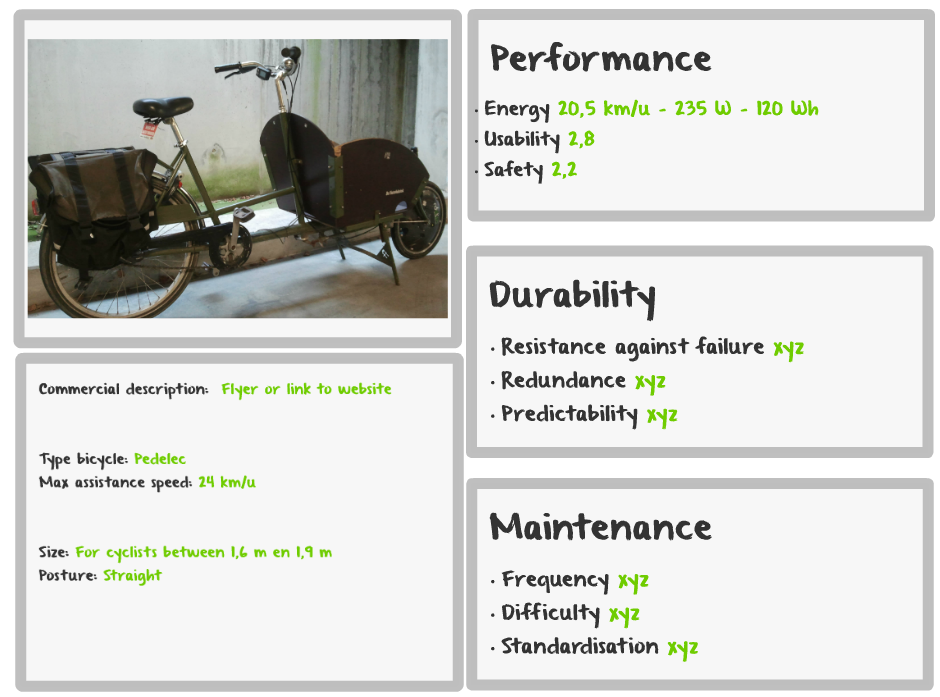 Performance
· Energy 20,5 km/u - 235 W - 120 Wh
· Usability 2,8
· Safety 2,2
Durability
· Resistance against failure xyz
· Redundance xyz
· Predictability xyz
Commercial description: Flyer or link to website
Type bicycle: Pedelec
Max assistance speed: 24 km/u
Size: For cyclists between 1,6 m en 1,9 m
Posture: Straight
Maintenance
· Frequency xyz
· Difficulty xyz
· Standardisation xyz